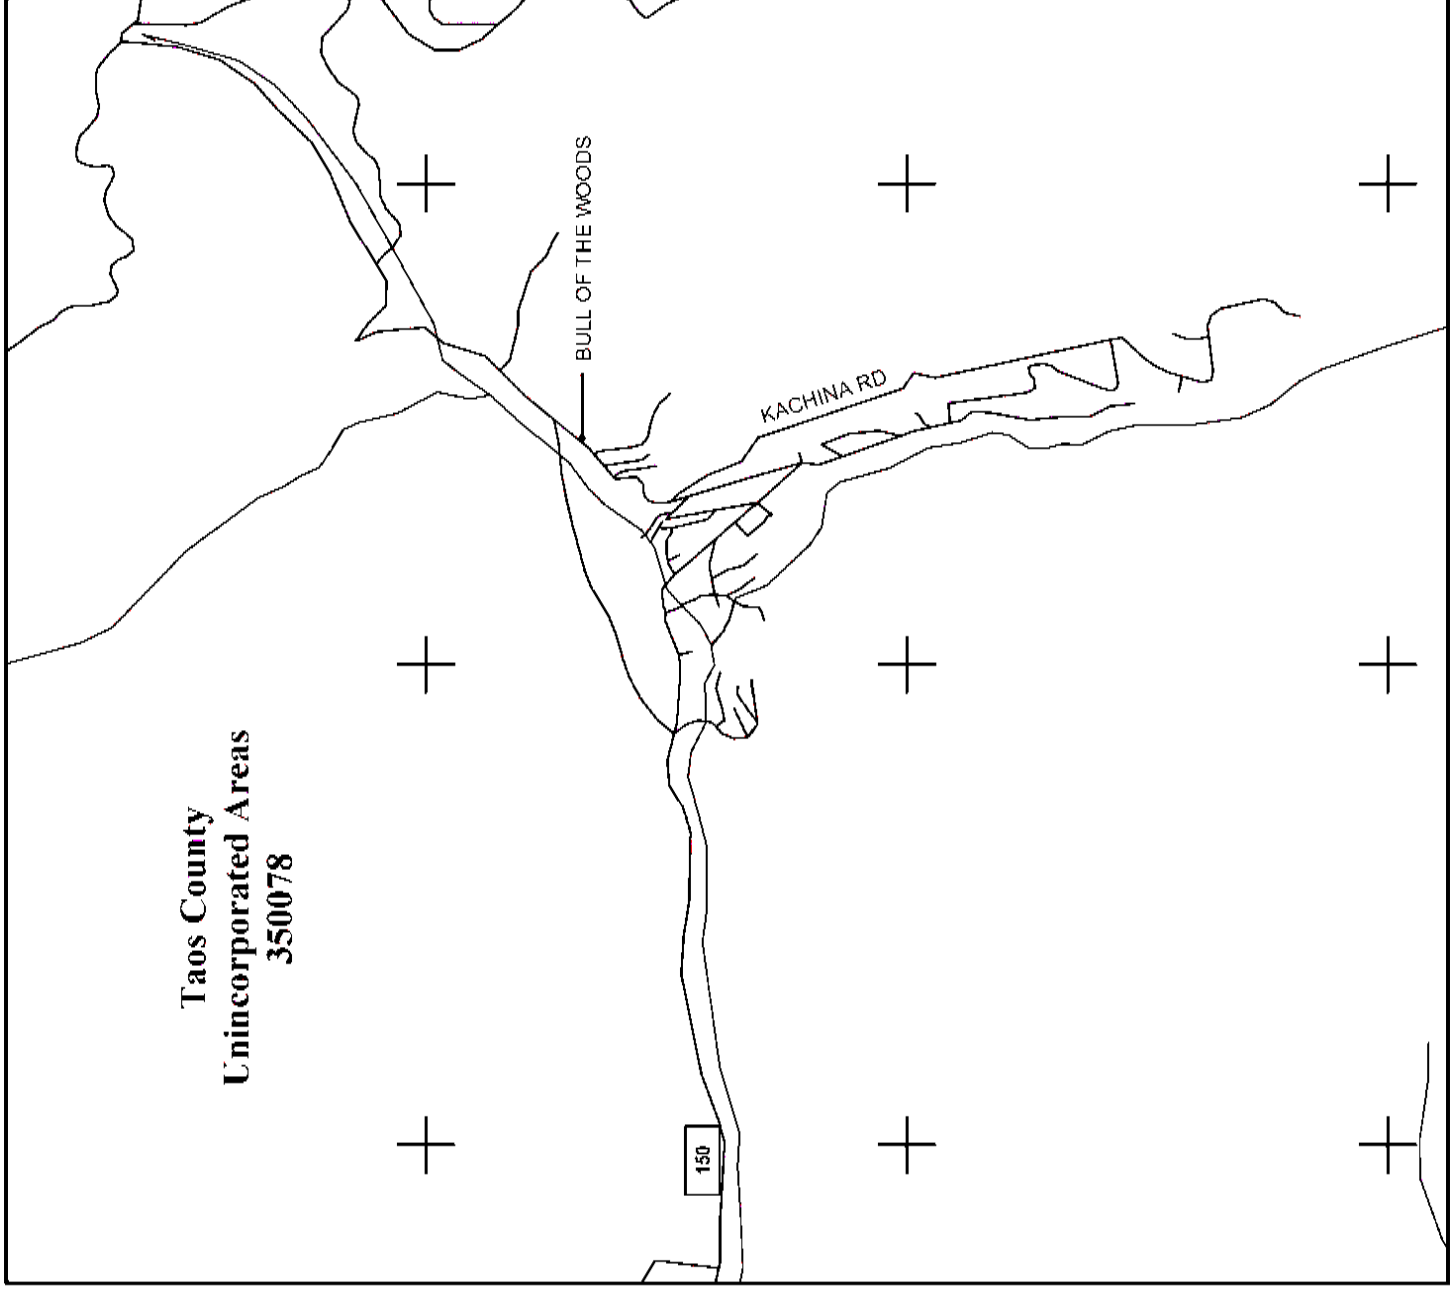 Taos County
Unincorporated Areas
350078
BULL OF THE WOODS
KACHINA RD
150